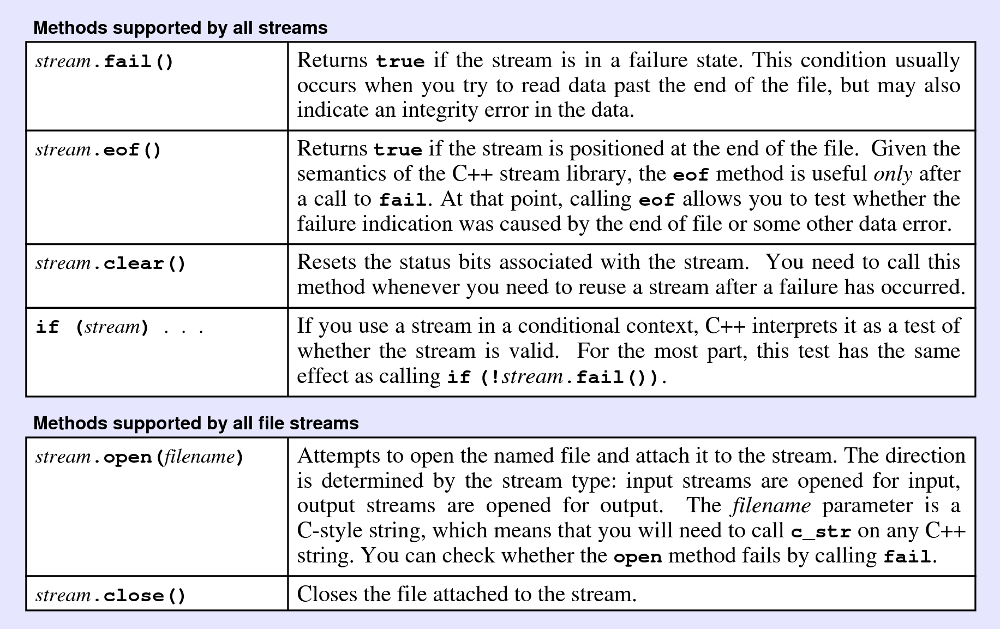 Methods supported by all streams
stream.fail()
Returns true if the stream is in a failure state. This condition usually
occurs when you try to read data past the end of the file, but may also
indicate an integrity error in the data.
stream.eof()
Returns true if the stream is positioned at the end of the file. Given the
semantics of the C++ stream library, the eof method is useful only after
a call to fail. At that point, calling eof allows you to test whether the
failure indication was caused by the end of file or some other data error.
stream.clear()
Resets the status bits associated with the stream. You need to call this
method whenever you need to reuse a stream after a failure has occurred.
if (stream) . . .
If you use a stream in a conditional context, C++ interprets it as a test of
whether the stream is valid. For the most part, this test has the same
effect as calling if (!stream.fail()).
Methods supported by all file streams
stream.open(filename)
Attempts to open the named file and attach it to the stream. The direction
is determined by the stream type: input streams are opened for input,
output streams are opened for output. The filename parameter is a
C-style string, which means that you will need to call c_str on any C++
string. You can check whether the open method fails by calling fail.
stream.close()
Closes the file attached to the stream.